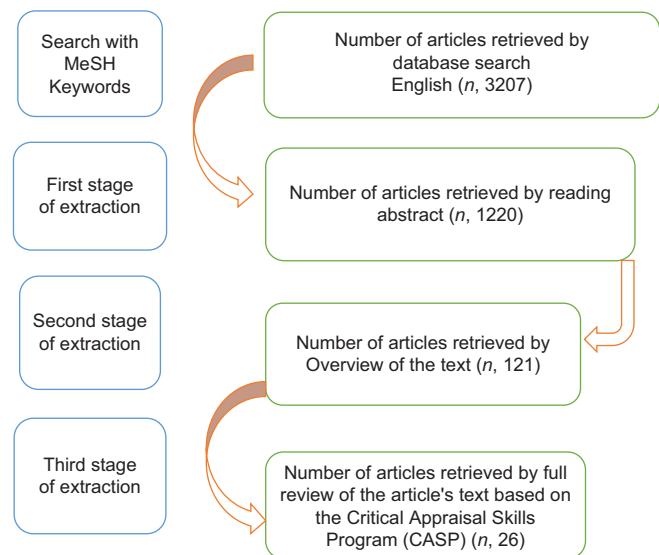 Search with
MeSH
Keywords
Number of articles retrieved by
database search
English (n, 3207)
First stage
of extraction
Number of articles retrieved by reading
abstract (n, 1220)
Second stage
of extraction
Number of articles retrieved by
Overview of the text (n, 121)
Third stage
of extraction
Number of articles retrieved by full
review of the article's text based on
the Critical Appraisal Skills
Program (CASP) (n, 26)